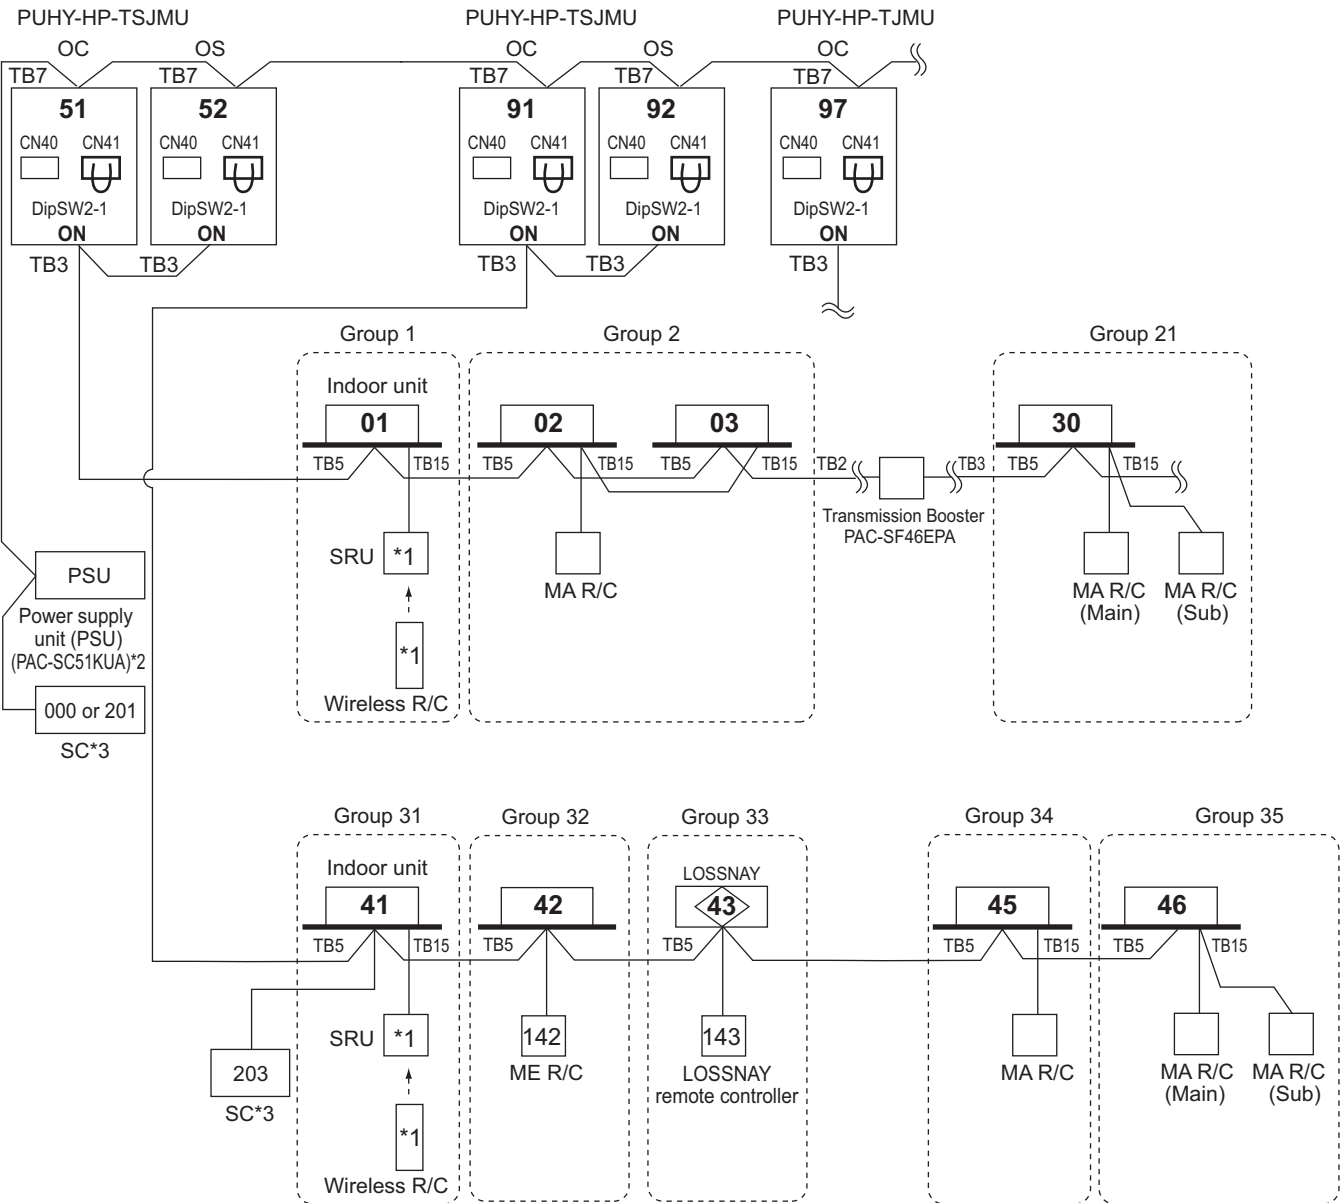 PUHY-HP-TSJMU PUHY-HP-TSJMU PUHY-HP-TJMU
OC OS OC OS OC
TB7 TB7 TB7 TB7 TB7
51 52 91 92 97
CN40 CN41 CN40 CN41 CN40 CN41 CN40 CN41 CN40 CN41
DipSW2-1 DipSW2-1 DipSW2-1 DipSW2-1 DipSW2-1
ON ON ON ON ON
TB3 TB3 TB3 TB3 TB3
Group 1 Group 2 Group 21
Indoor unit
01 02 03 30
TB5 TB15 TB5 TB15 TB5 TB15 TB2 TB3 TB5 TB15
Transmission Booster
PAC-SF46EPA
SRU *1
MA R/C MA R/C MA R/C
(Main) (Sub)
PSU
Power supply
unit (PSU)
(PAC-SC51KUA)*2
*1
Wireless R/C
000 or 201
SC*3
Group 31 Group 32 Group 33 Group 34 Group 35
Indoor unit LOSSNAY
41 42 43 45 46
TB5 TB15 TB5 TB5 TB5 TB15 TB5 TB15
SRU *1 142 143
203
ME R/C LOSSNAY MA R/C MA R/C MA R/C
remote controller (Main) (Sub)
SC*3
*1
Wireless R/C